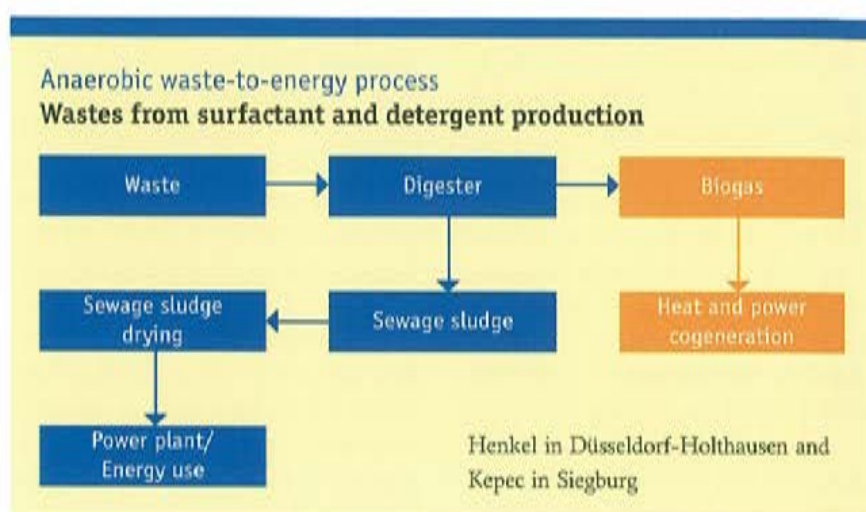 Anaerobic waste-to-energy process
Wastes from surfactant and detergent production
Waste
Digester
Biogas
Sewage sludge
drying
Sewage sludge
Heat and power
cogeneration
Power plant/
Energy use
Henkel in Düsseldorf-Holthausen and
Kepec in Siegburg